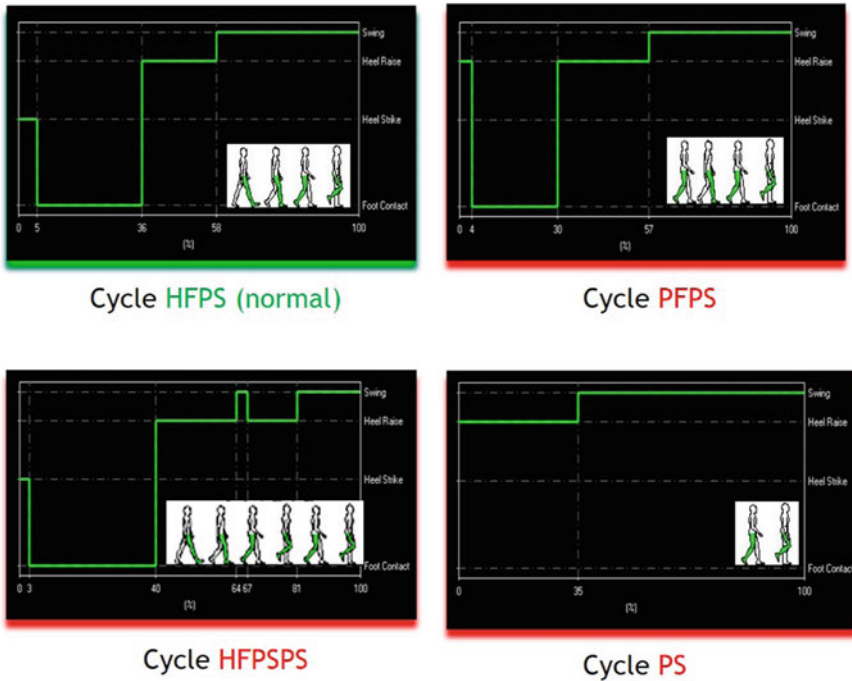 Swing
Heel Raise
Heel Strike
Foot Contact
0 5 36 58 100
[%]
Cycle HFPS (normal)
Swing
Heel Raise
Heel Strike
Foot Contact
0 4 30 57 100
[%]
Cycle PFPS
Swing
Heel Raise
Heel Strike
Foot Contact
0 3 40 64 67 81 100
[%]
Cycle HFPSPS
Swing
Heel Raise
Heel Strike
Foot Contact
0 35 100
[%]
Cycle PS